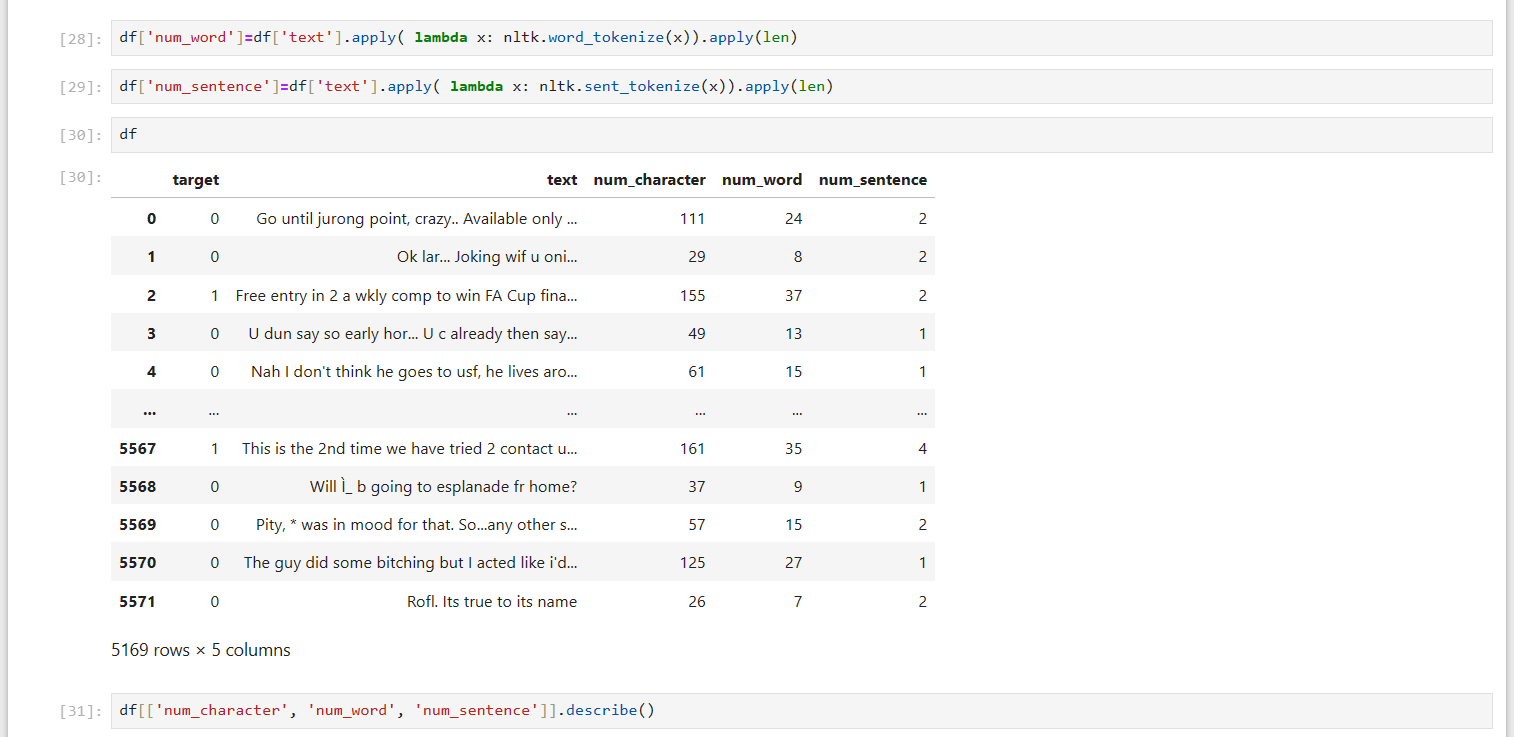 [28]: df['num_word']=df['text'].apply( lambda x: nltk.word_tokenize(x)).apply(len)
[29]: df['num_sentence']=df['text'].apply( lambda x: nltk.sent_tokenize(x)).apply(len)
[30]: df
[30]: target text num_character num_word num_sentence
0 0 Go until jurong point, crazy.. Available only ... 111 24 2
1 0 Ok lar... Joking wif u oni... 29 8 2
2 1 Free entry in 2 a wkly comp to win FA Cup fina... 155 37 2
3 0 U dun say so early hor... U c already then say... 49 13 1
4 0 Nah I don't think he goes to usf, he lives aro... 61 15 1
... ... ... ... ... ...
5567 1 This is the 2nd time we have tried 2 contact u... 161 35 4
5568 0 Will Ì_ b going to esplanade fr home? 37 9 1
5569 0 Pity, * was in mood for that. So...any other s... 57 15 2
5570 0 The guy did some bitching but I acted like i'd... 125 27 1
5571 0 Rofl. Its true to its name 26 7 2
5169 rows × 5 columns
[31]: df[['num_character', 'num_word', 'num_sentence']].describe()